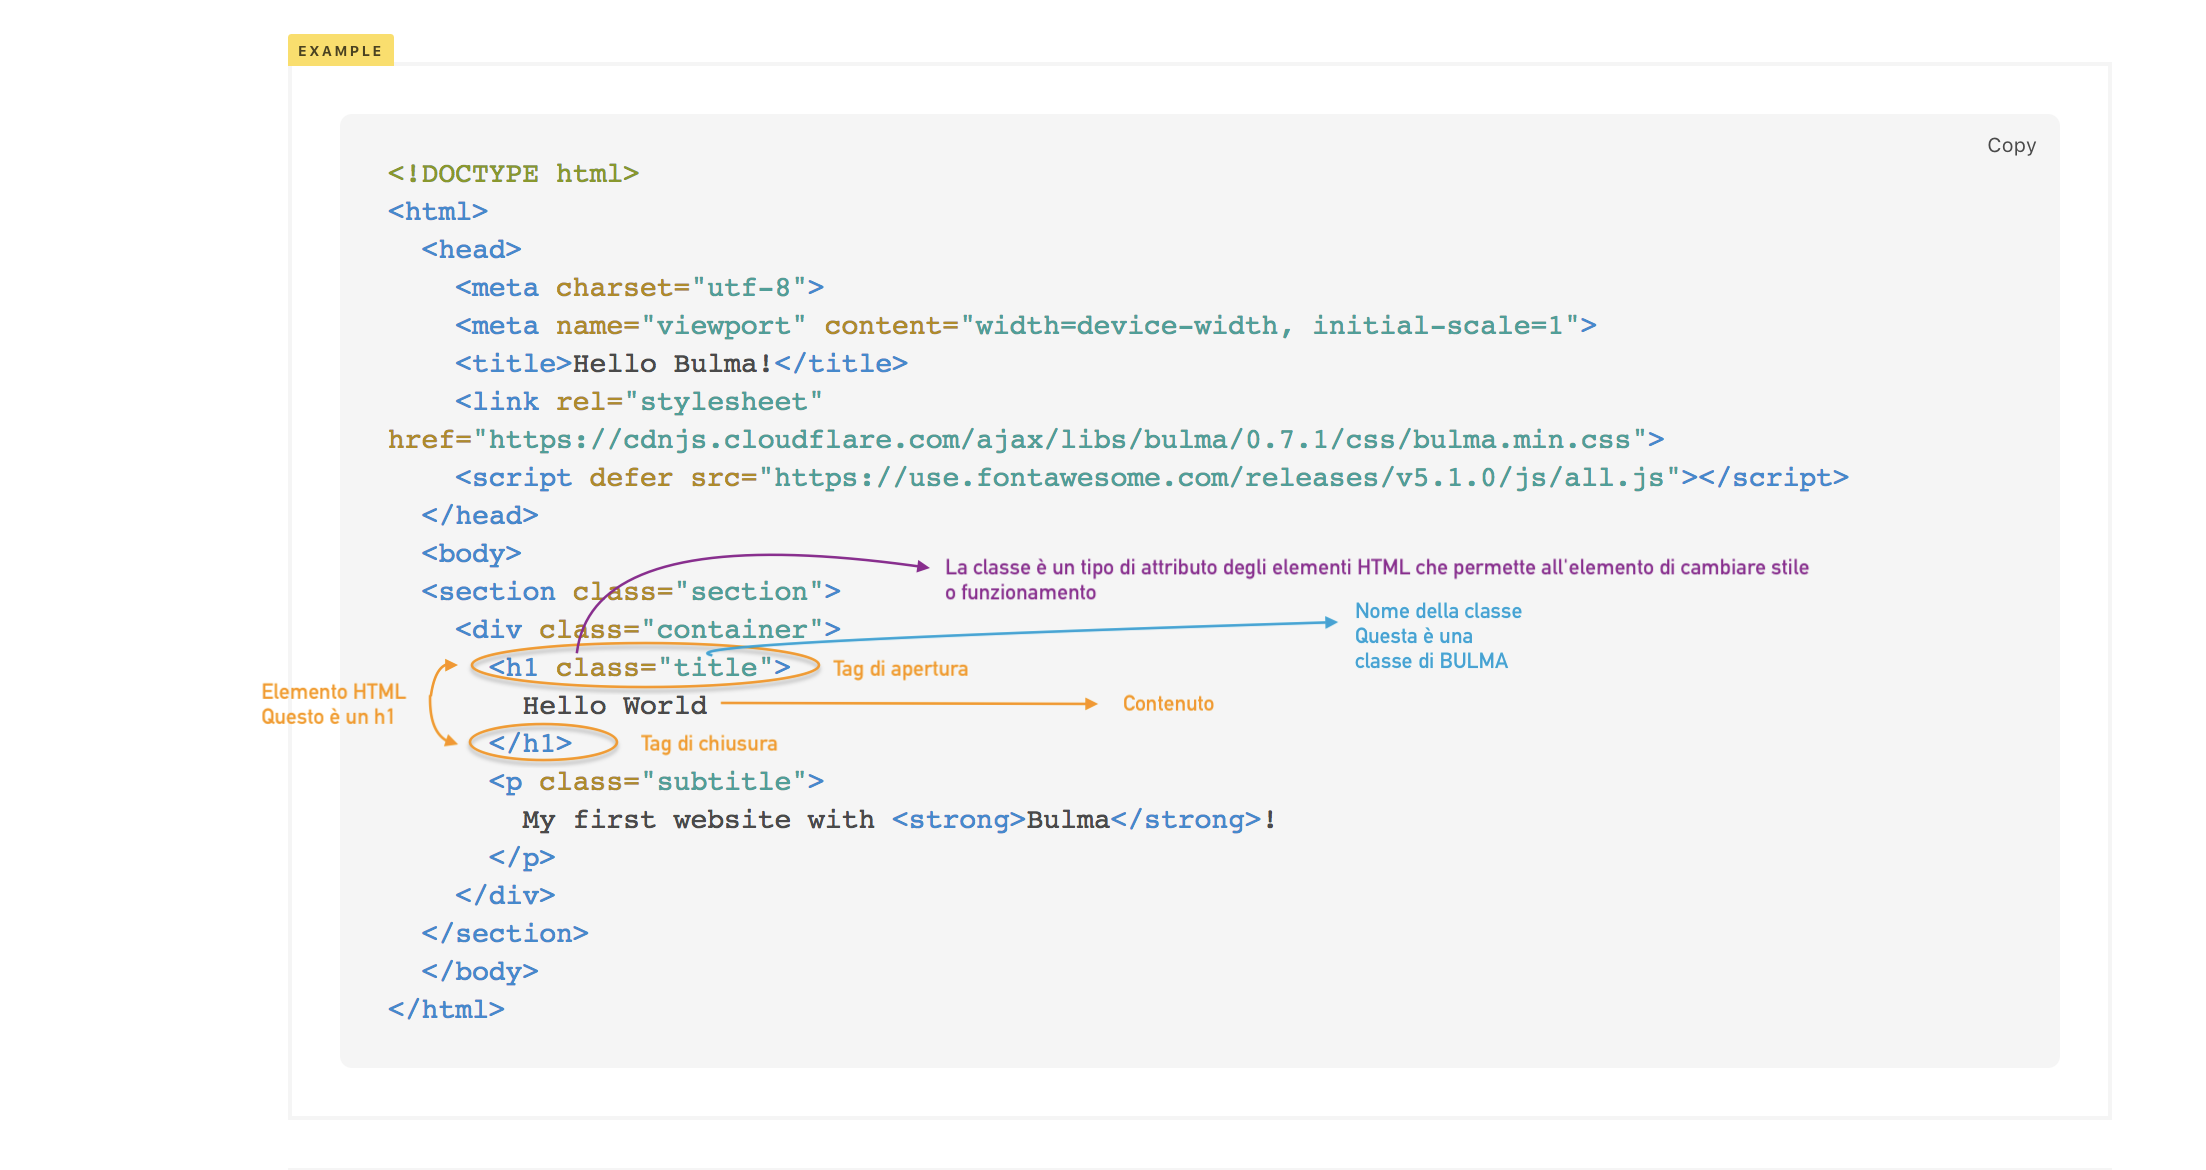 EXAMPLE
Copy
<!DOCTYPE html>
<html>
  <head>
    <meta charset="utf-8">
    <meta name="viewport" content="width=device-width, initial-scale=1">
    <title>Hello Bulma!</title>
    <link rel="stylesheet"
href="https://cdnjs.cloudflare.com/ajax/libs/bulma/0.7.1/css/bulma.min.css">
    <script defer src="https://use.fontawesome.com/releases/v5.1.0/js/all.js"></script>
  </head>
  <body>
La classe è un tipo di attributo degli elementi HTML che permette all'elemento di cambiare stile
o funzionamento
  <section class="section">
Nome della classe
Questa è una
classe di BULMA
    <div class="container">
      <h1 class="title">
Tag di apertura
Elemento HTML
Questo è un h1
        Hello World
Contenuto
      </h1>
Tag di chiusura
      <p class="subtitle">
        My first website with <strong>Bulma</strong>!
      </p>
    </div>
  </section>
  </body>
</html>